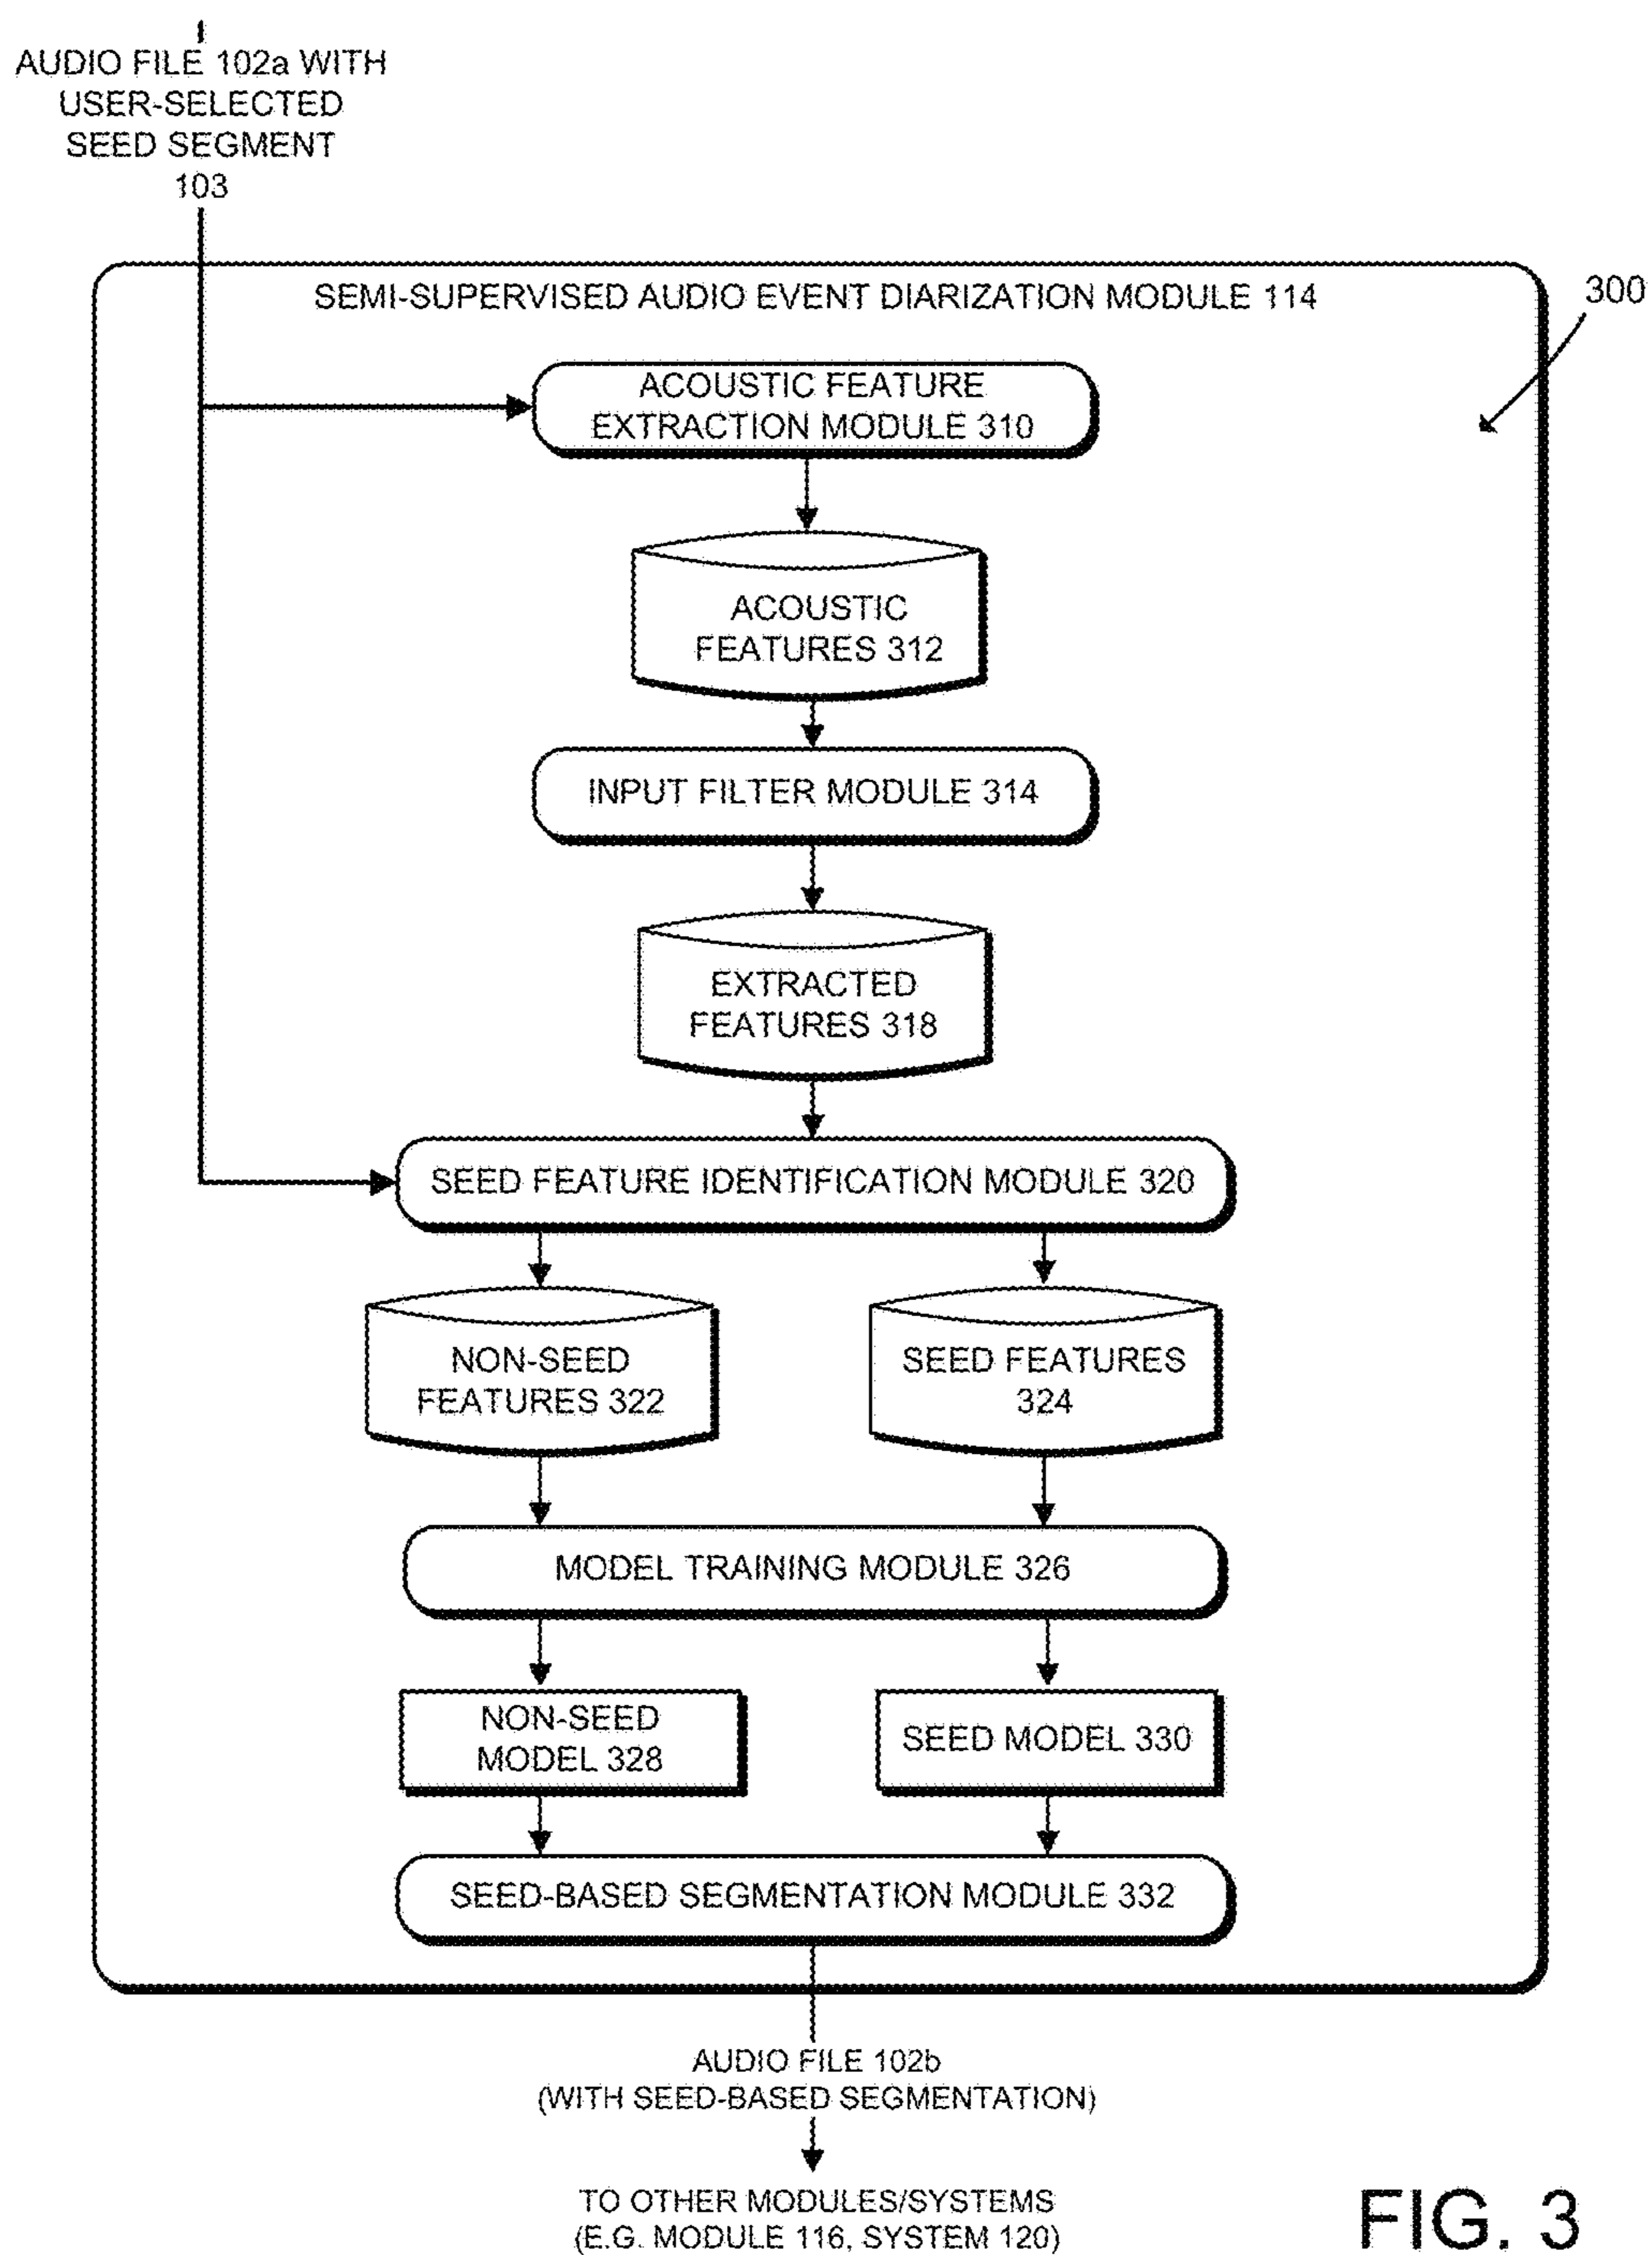 AUDIO FILE 102a WITH
USER-SELECTED
SEED SEGMENT
103
SEMI-SUPERVISED AUDIO EVENT DIARIZATION MODULE 114
300
ACOUSTIC FEATURE
EXTRACTION MODULE 310
ACOUSTIC
FEATURES 312
INPUT FILTER MODULE 314
EXTRACTED
FEATURES 318
SEED FEATURE IDENTIFICATION MODULE 320
NON-SEED
FEATURES 322
SEED FEATURES
324
MODEL TRAINING MODULE 326
NON-SEED
MODEL 328
SEED MODEL 330
SEED-BASED SEGMENTATION MODULE 332
AUDIO FILE 102b
(WITH SEED-BASED SEGMENTATION)
TO OTHER MODULES/SYSTEMS
(E.G. MODULE 116, SYSTEM 120)
FIG. 3